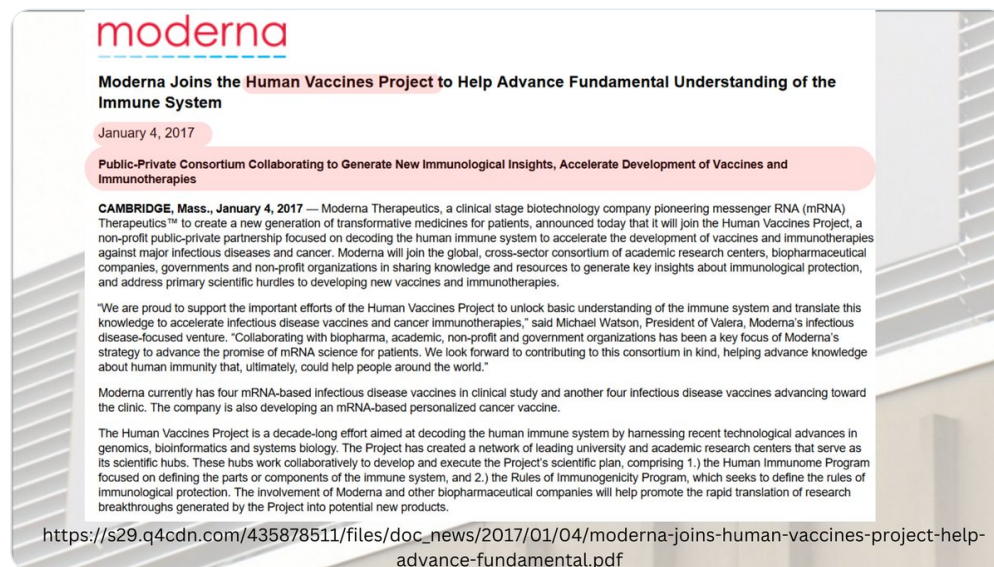 moderna
Moderna Joins the Human Vaccines Project to Help Advance Fundamental Understanding of the
Immune System
January 4, 2017
Public-Private Consortium Collaborating to Generate New Immunological Insights, Accelerate Development of Vaccines and
Immunotherapies
CAMBRIDGE, Mass., January 4, 2017 — Moderna Therapeutics, a clinical stage biotechnology company pioneering messenger RNA (mRNA)
Therapeutics™ to create a new generation of transformative medicines for patients, announced today that it will join the Human Vaccines Project, a
non-profit public-private partnership focused on decoding the human immune system to accelerate the development of vaccines and immunotherapies
against major infectious diseases and cancer. Moderna will join the global, cross-sector consortium of academic research centers, biopharmaceutical
companies, governments and non-profit organizations in sharing knowledge and resources to generate key insights about immunological protection,
and address primary scientific hurdles to developing new vaccines and immunotherapies.
“We are proud to support the important efforts of the Human Vaccines Project to unlock basic understanding of the immune system and translate this
knowledge to accelerate infectious disease vaccines and cancer immunotherapies,” said Michael Watson, President of Valera, Moderna’s infectious
disease-focused venture. “Collaborating with biopharma, academic, non-profit and government organizations has been a key focus of Moderna’s
strategy to advance the promise of mRNA science for patients. We look forward to contributing to this consortium in kind, helping advance knowledge
about human immunity that, ultimately, could help people around the world.”
Moderna currently has four mRNA-based infectious disease vaccines in clinical study and another four infectious disease vaccines advancing toward
the clinic. The company is also developing an mRNA-based personalized cancer vaccine.
The Human Vaccines Project is a decade-long effort aimed at decoding the human immune system by harnessing recent technological advances in
genomics, bioinformatics and systems biology. The Project has created a network of leading university and academic research centers that serve as
its scientific hubs. These hubs work collaboratively to develop and execute the Project’s scientific plan, comprising 1.) the Human Immunome Program
focused on defining the parts or components of the immune system, and 2.) the Rules of Immunogenicity Program, which seeks to define the rules of
immunological protection. The involvement of Moderna and other biopharmaceutical companies will help promote the rapid translation of research
breakthroughs generated by the Project into potential new products.
https://s29.q4cdn.com/435878511/files/doc_news/2017/01/04/moderna-joins-human-vaccines-project-help-
advance-fundamental.pdf